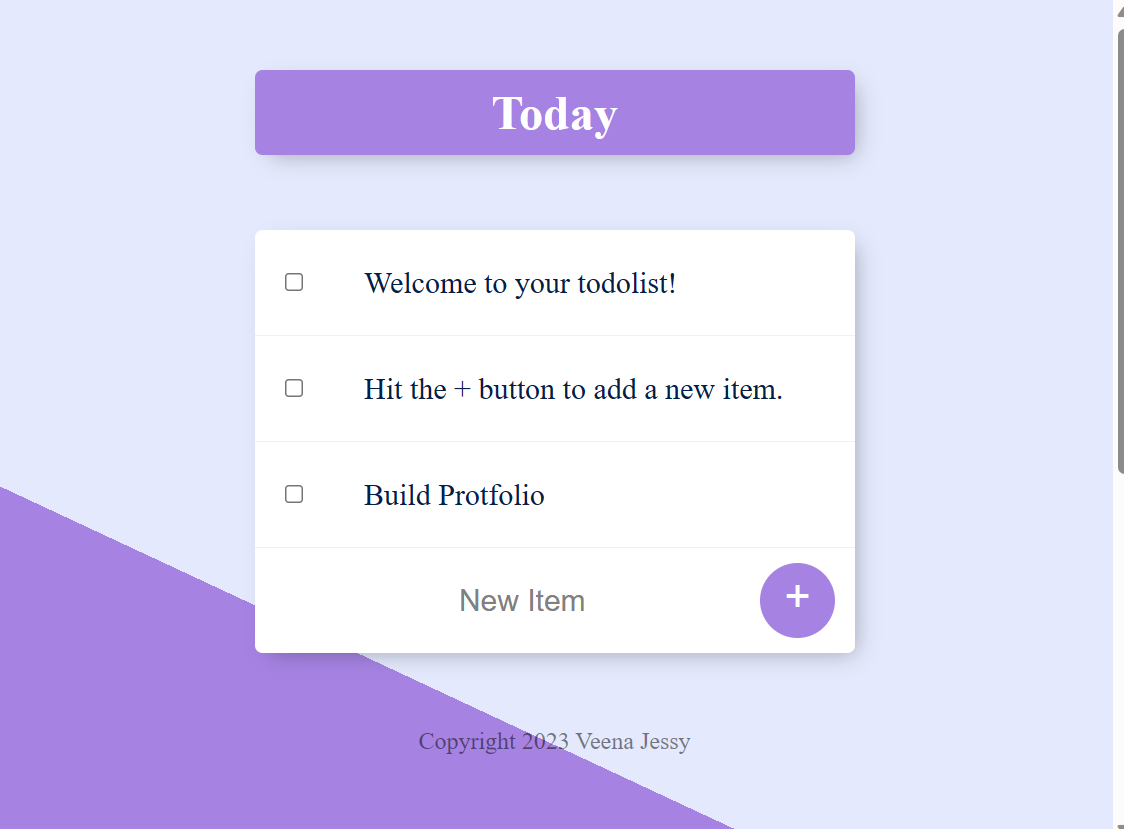 Today
Welcome to your todolist!
Hit the + button to add a new item.
Build Protfolio
New Item
+
Copyright 2023 Veena Jessy